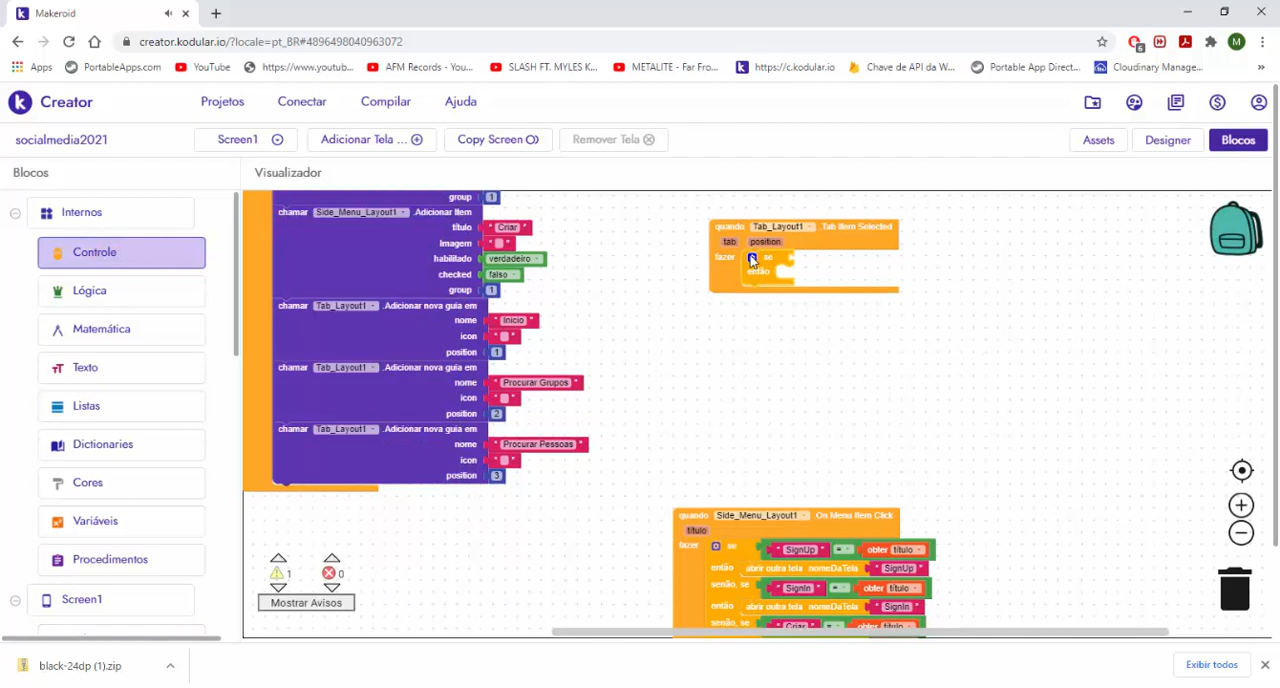 Makeroid
creator.kodular.io/?locale=pt_BR#4896498040963072
6
M
Apps
PortableApps.com
YouTube
https://www.youtub...
AFM Records - You...
SLASH FT. MYLES K...
METALITE - Far Fro...
https://c.kodular.io
Chave de API da W...
Portable App Direct...
Cloudinary Manage...
»
Creator
Projetos
Conectar
Compilar
Ajuda
socialmedia2021
Screen1
Adicionar Tela ...
Copy Screen
Remover Tela
Assets
Designer
Blocos
Blocos
Visualizador
Internos
Controle
Lógica
Matemática
Texto
Listas
Dictionaries
Cores
Variáveis
Procedimentos
Screen1
group 1
chamar Side_Menu_Layout1 .Adicionar Item
título " Criar "
Imagem " "
habilitado verdadeiro
checked falso
group 1
chamar Tab_Layout1 .Adicionar nova guia em
nome " Inicio "
icon " "
position 1
chamar Tab_Layout1 .Adicionar nova guia em
nome " Procurar Grupos "
icon " "
position 2
chamar Tab_Layout1 .Adicionar nova guia em
nome " Procurar Pessoas "
icon " "
position 3
quando Tab_Layout1 .Tab Item Selected
tab position
fazer se
então
quando Side_Menu_Layout1 On Menu Item Click
título
fazer se " SignUp " = obter título
então abrir outra tela nomeDaTela " SignUp "
senão, se " SignIn " = obter título
então abrir outra tela nomeDaTela " SignIn "
senão, se " Criar " = obter título
1
0
Mostrar Avisos
black-24dp (1).zip
Exibir todos